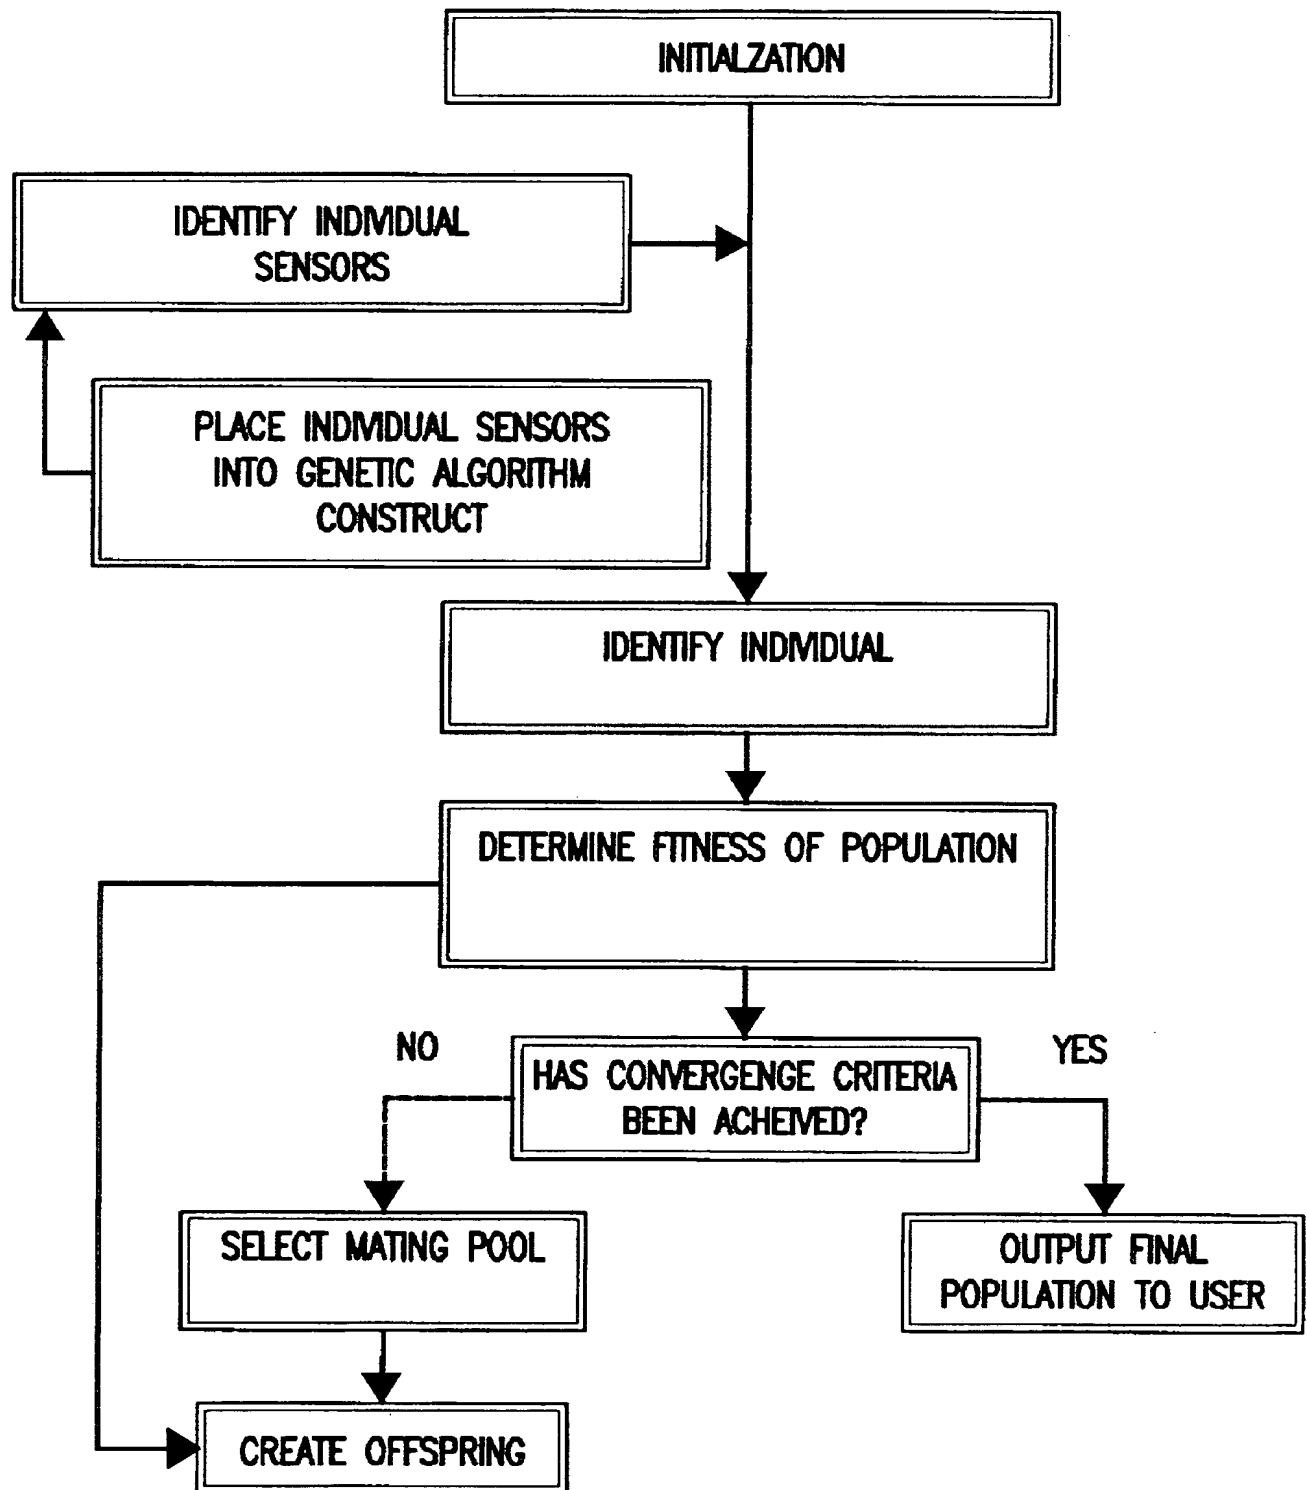 INITIALZATION
IDENTIFY INDIVIDUAL
SENSORS
PLACE INDIVIDUAL SENSORS
INTO GENETIC ALGORITHM
CONSTRUCT
IDENTIFY INDIVIDUAL
DETERMINE FITNESS OF POPULATION
NO
YES
HAS CONVERGENGE CRITERIA
BEEN ACHEIVED?
SELECT MATING POOL
OUTPUT FINAL
POPULATION TO USER
CREATE OFFSPRING